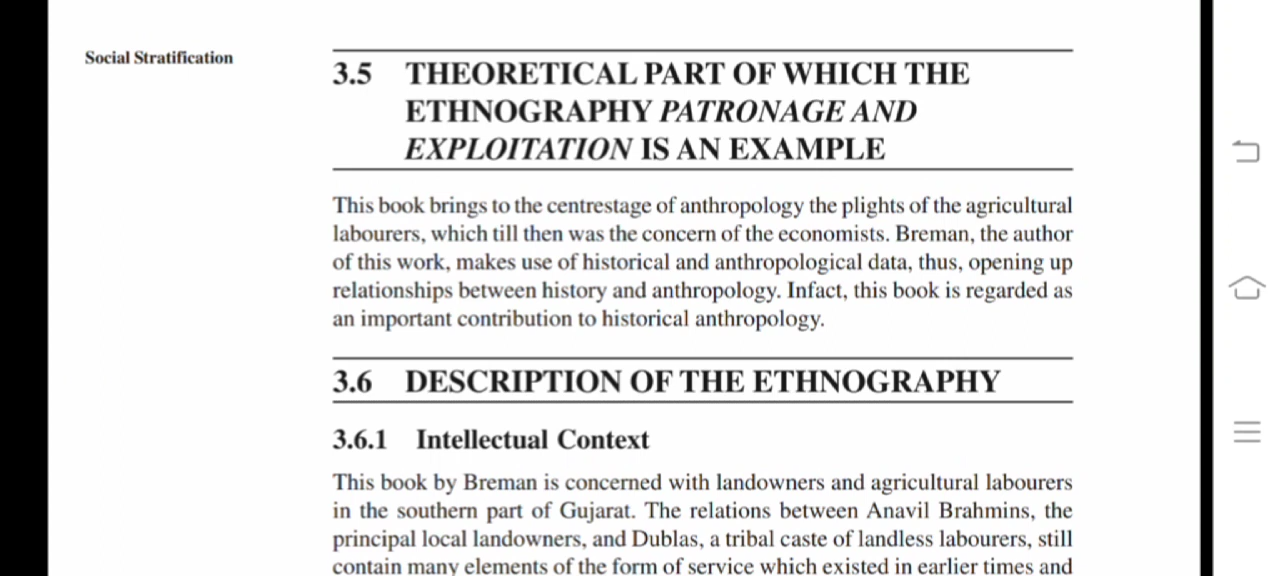 Social Stratification
3.5 THEORETICAL PART OF WHICH THE
ETHNOGRAPHY PATRONAGE AND
EXPLOITATION IS AN EXAMPLE
This book brings to the centrestage of anthropology the plights of the agricultural
labourers, which till then was the concern of the economists. Breman, the author
of this work, makes use of historical and anthropological data, thus, opening up
relationships between history and anthropology. Infact, this book is regarded as
an important contribution to historical anthropology.
3.6 DESCRIPTION OF THE ETHNOGRAPHY
3.6.1 Intellectual Context
This book by Breman is concerned with landowners and agricultural labourers
in the southern part of Gujarat. The relations between Anavil Brahmins, the
principal local landowners, and Dublas, a tribal caste of landless labourers, still
contain many elements of the form of service which existed in earlier times and